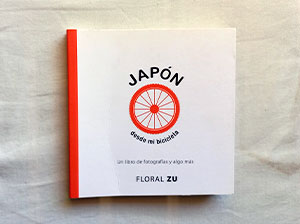 JAPÓN
desde mi bicicleta
Un libro de fotografías y algo más
FLORAL ZU